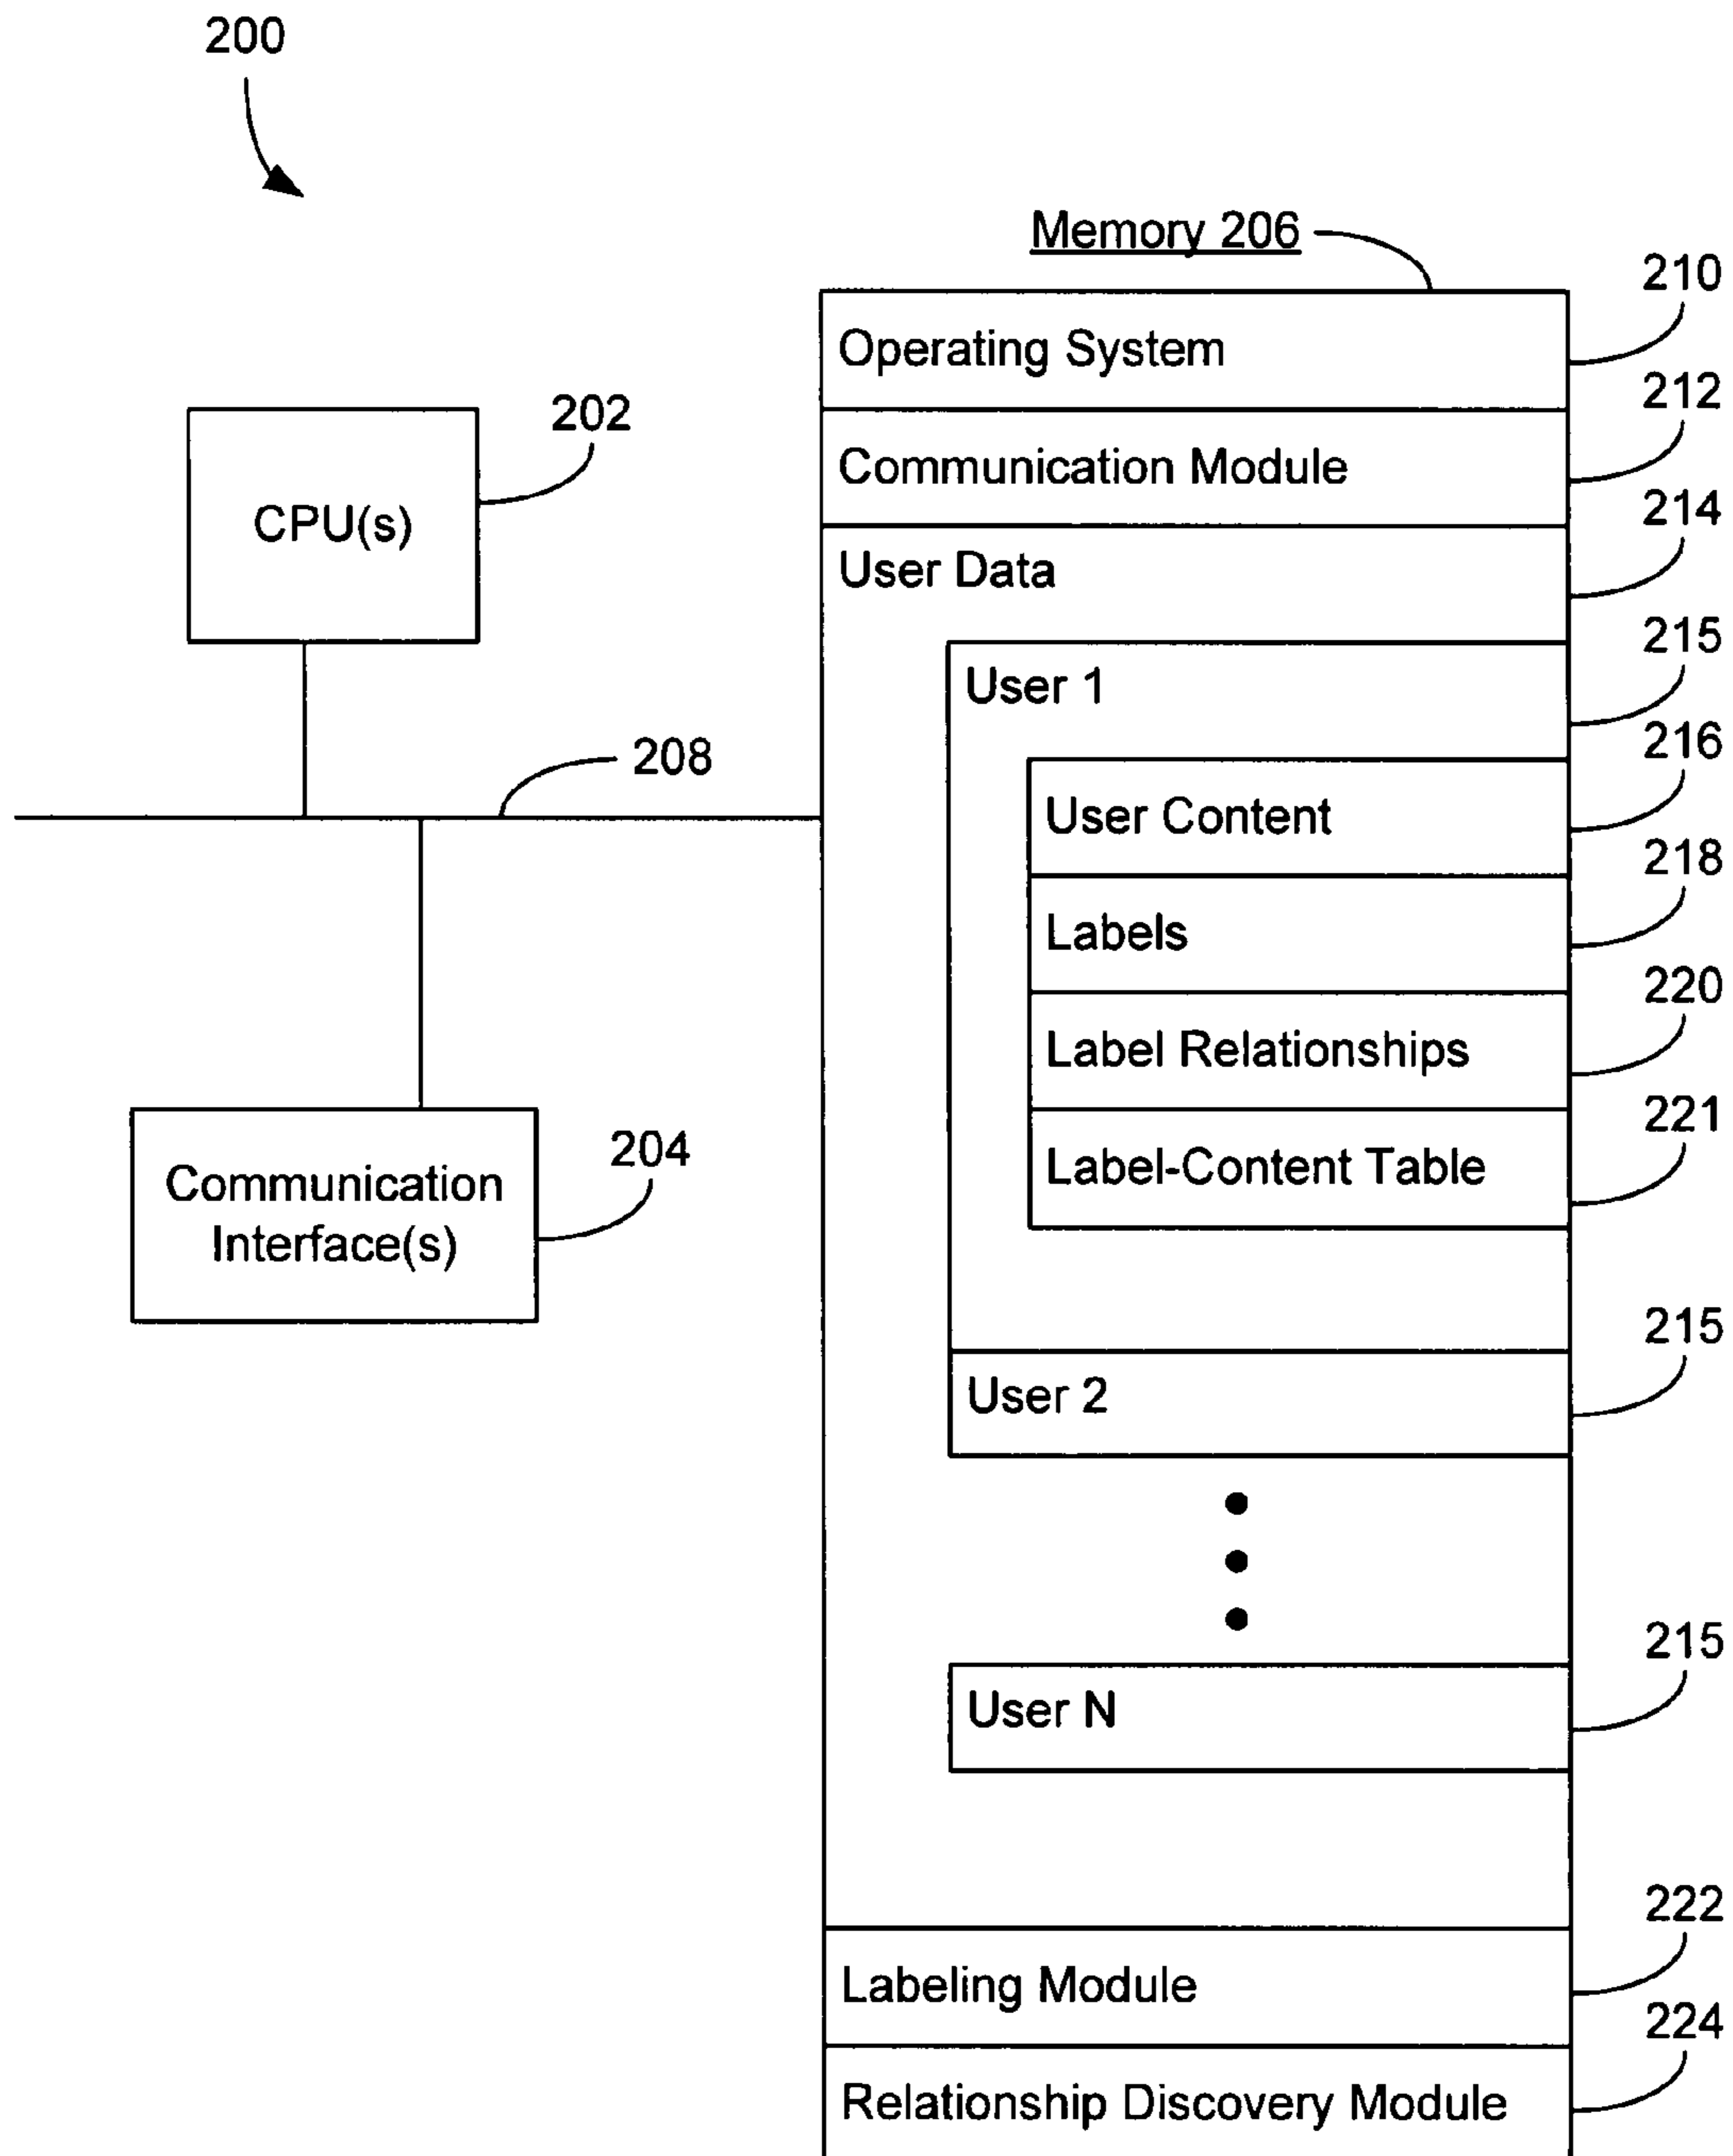 200
Memory 206
210
Operating System
212
202
Communication Module
CPU(s)
214
User Data
215
User 1
216
208
User Content
218
Labels
220
Label Relationships
221
204
Label-Content Table
Communication
Interface(s)
215
User 2
215
User N
222
Labeling Module
224
Relationship Discovery Module